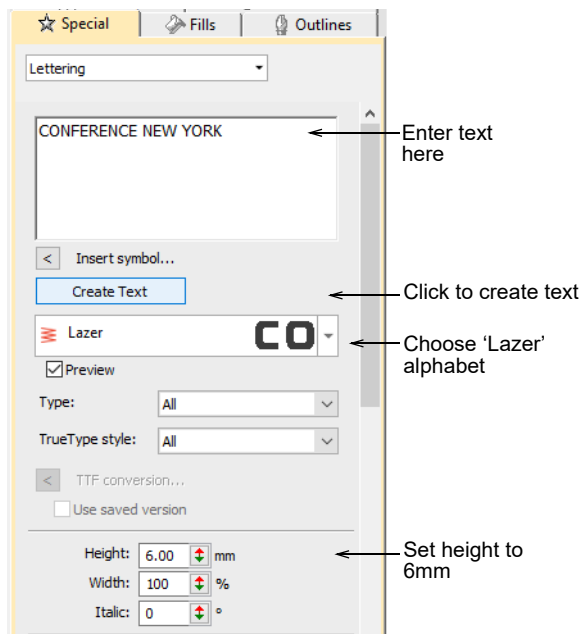 Special
Fills
Outlines
Lettering
CONFERENCE NEW YORK
Enter text
here
< Insert symbol...
Create Text
Click to create text
Lazer CO
Choose ‘Lazer’
alphabet
Preview
Type: All
TrueType style: All
< TTF conversion...
Use saved version
Height: 6.00 mm
Set height to
6mm
Width: 100 %
Italic: 0 °